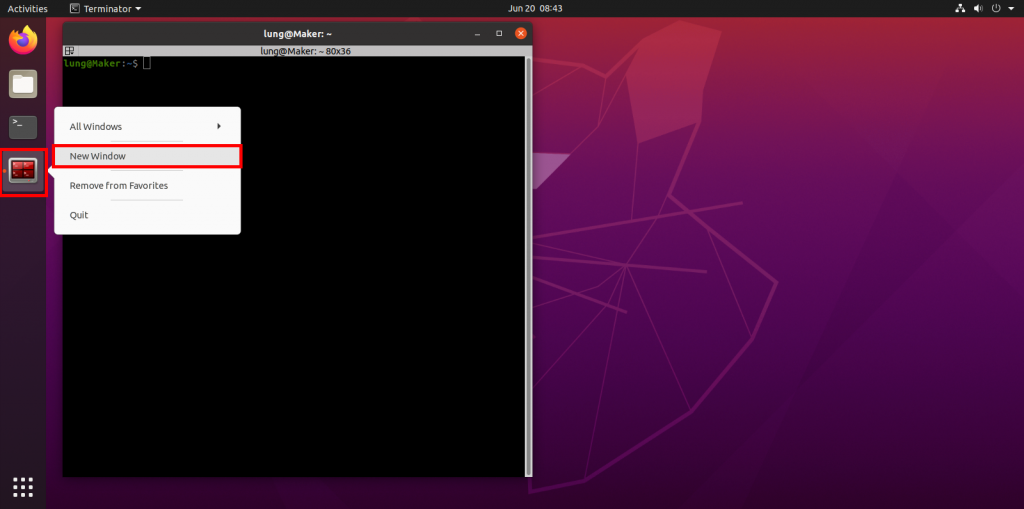 Activities Terminator Jun 20 08:43
lung@Maker: ~
lung@Maker: ~ 80x36
lung@Maker:~$
>_
All Windows
New Window
Remove from Favorites
Quit